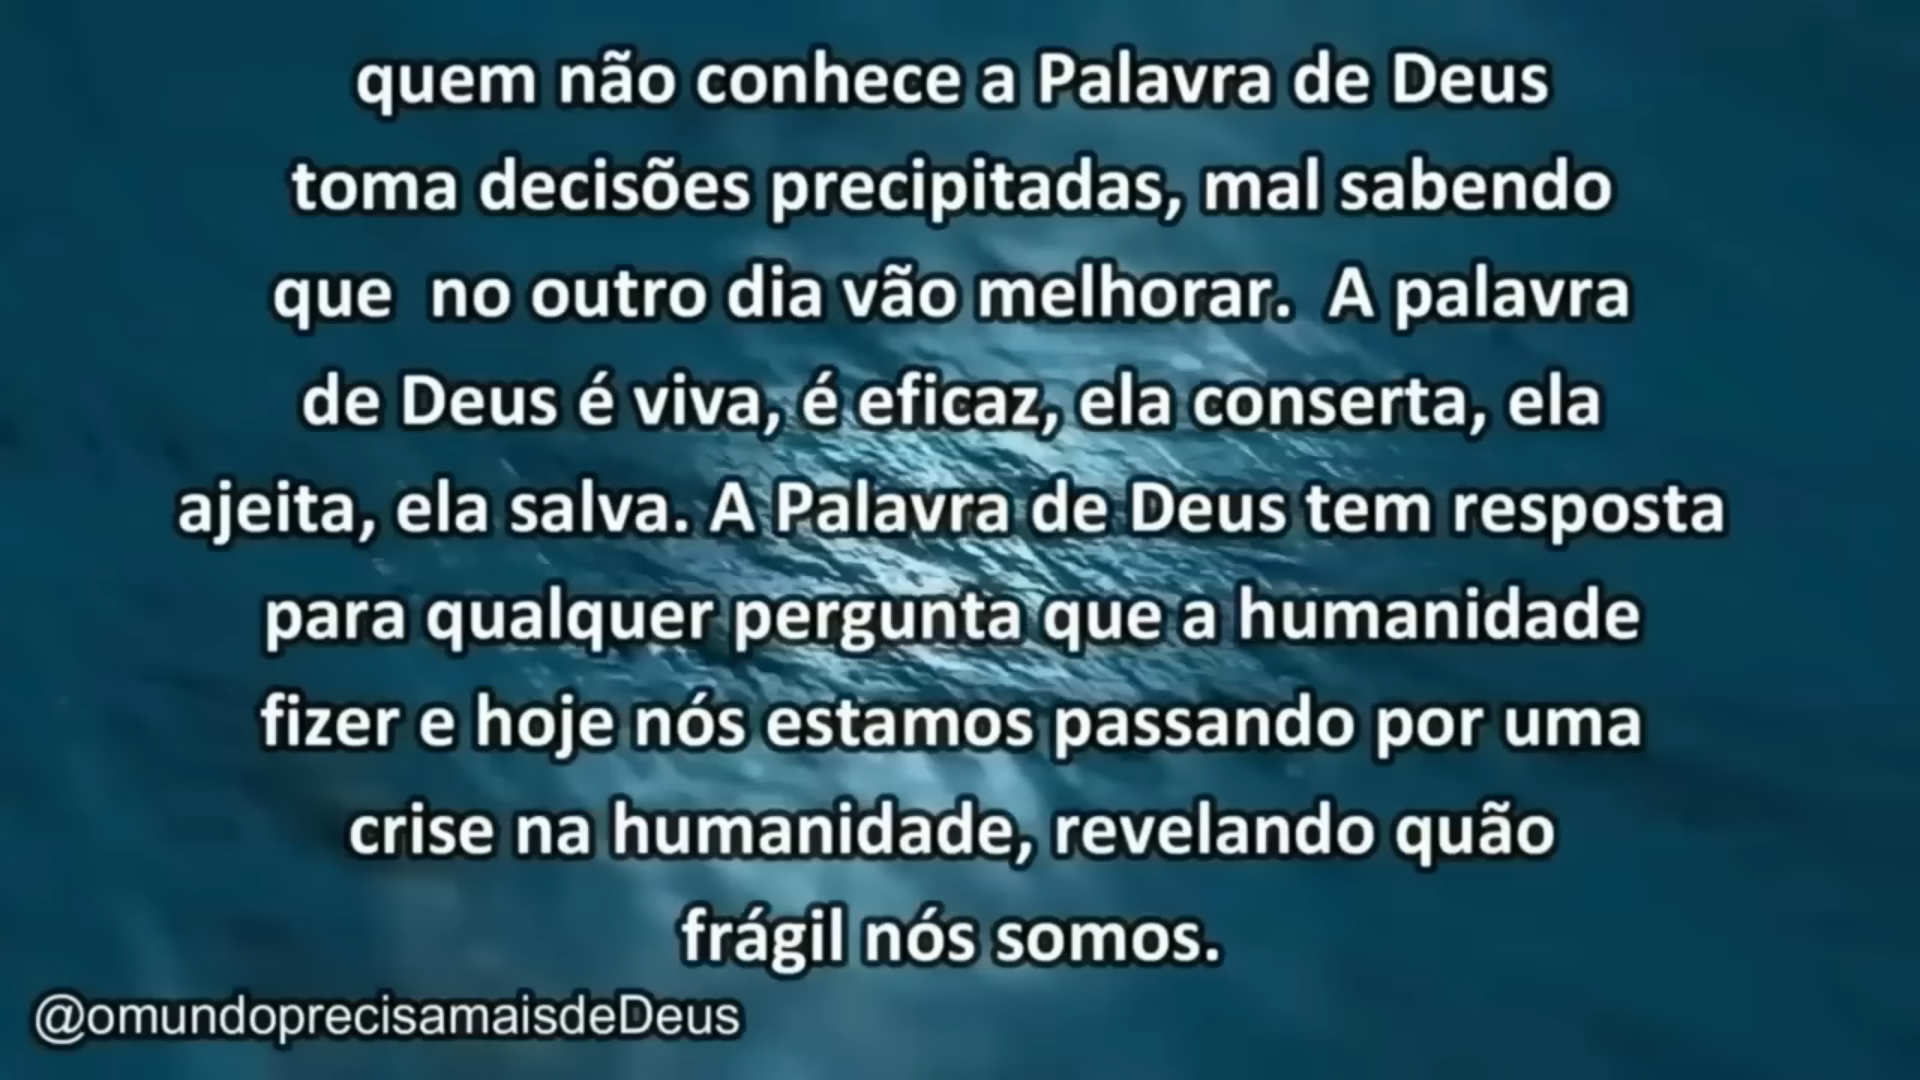 quem não conhece a Palavra de Deus
toma decisões precipitadas, mal sabendo
que  no outro dia vão melhorar.  A palavra
de Deus é viva, é eficaz, ela conserta, ela
ajeita, ela salva. A Palavra de Deus tem resposta
para qualquer pergunta que a humanidade
fizer e hoje nós estamos passando por uma
crise na humanidade, revelando quão
frágil nós somos.
@omundoprecisamaisdeDeus